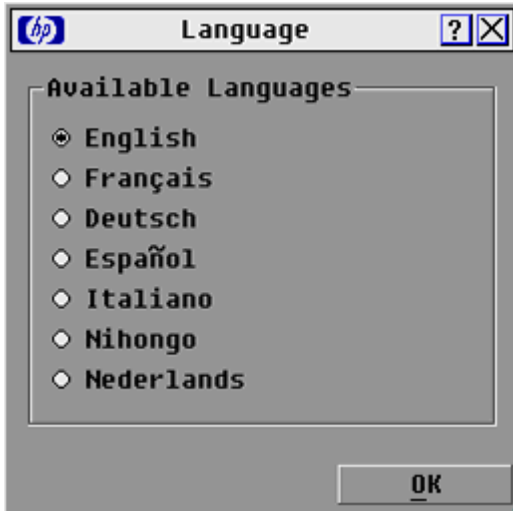 hp Language ?
Available Languages
English
Français
Deutsch
Español
Italiano
Nihongo
Nederlands
OK